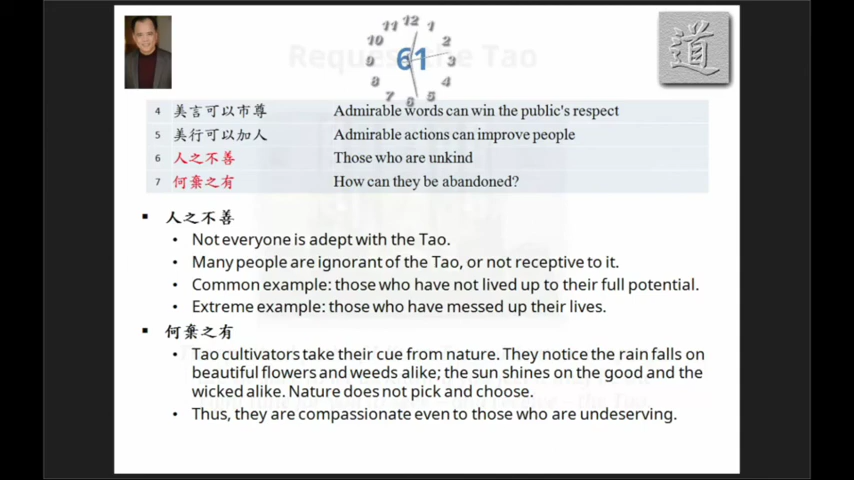 Request the Tao
12
11
1
10
2
61
9
3
8
4
7
5
6
道
4 美言可以市尊 Admirable words can win the public's respect
5 美行可以加人 Admirable actions can improve people
6 人之不善 Those who are unkind
7 何棄之有 How can they be abandoned?
▪ 人之不善
• Not everyone is adept with the Tao.
• Many people are ignorant of the Tao, or not receptive to it.
• Common example: those who have not lived up to their full potential.
• Extreme example: those who have messed up their lives.
▪ 何棄之有
• Tao cultivators take their cue from nature. They notice the rain falls on
beautiful flowers and weeds alike; the sun shines on the good and the
wicked alike. Nature does not pick and choose.
• Thus, they are compassionate even to those who are undeserving.